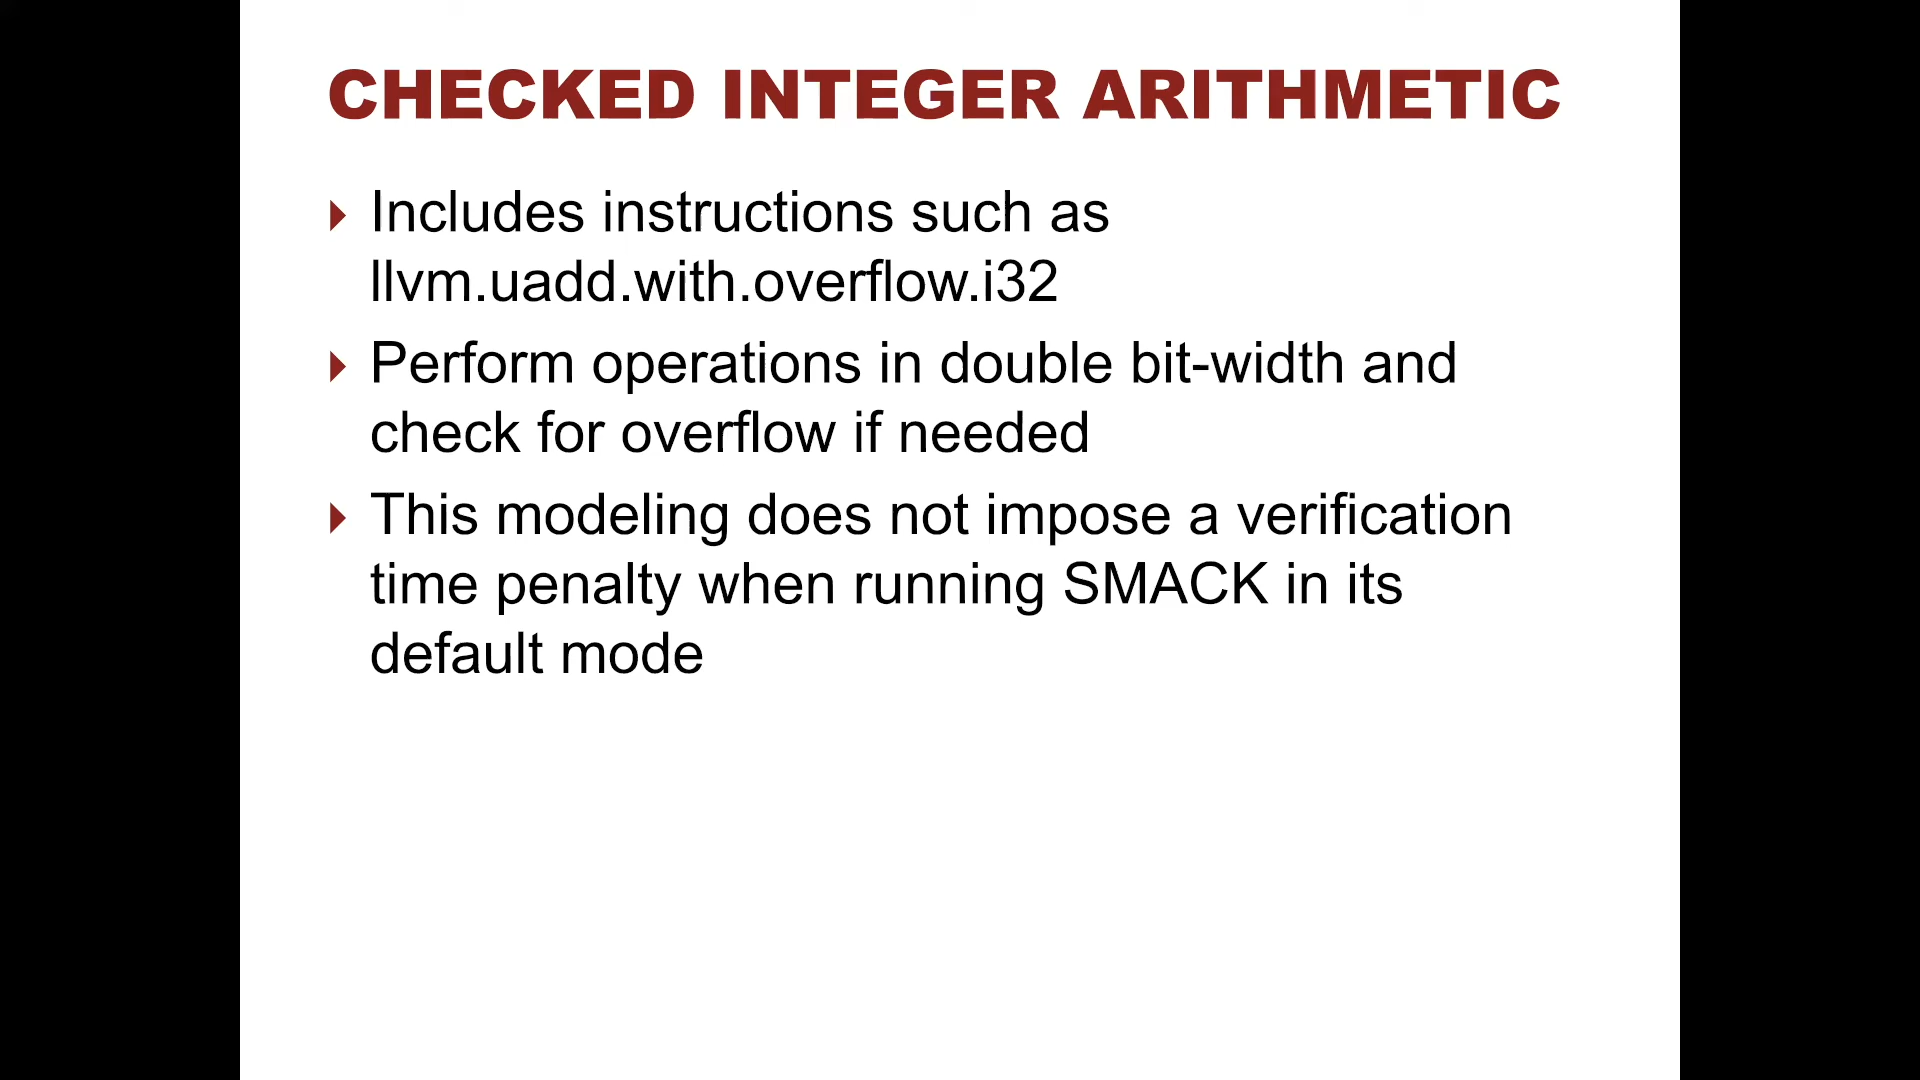 CHECKED INTEGER ARITHMETIC
Includes instructions such as
llvm.uadd.with.overflow.i32
Perform operations in double bit-width and
check for overflow if needed
This modeling does not impose a verification
time penalty when running SMACK in its
default mode